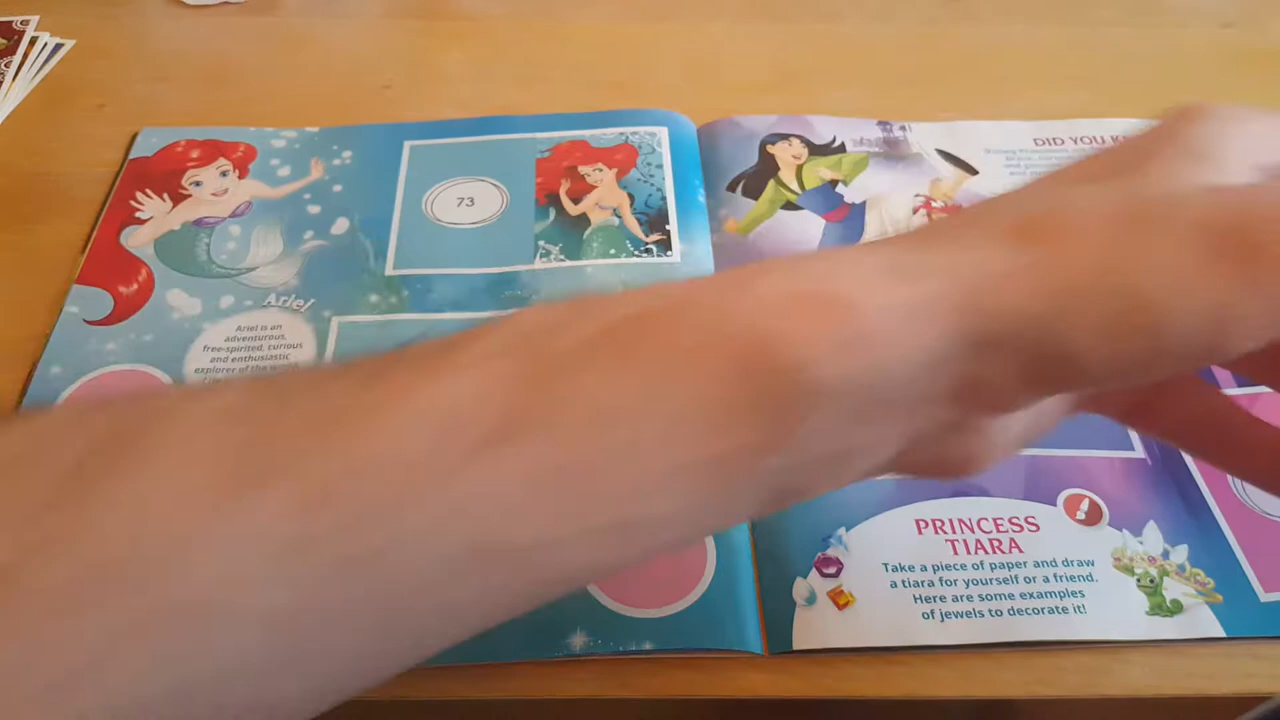 73
Ariel
Ariel is an
adventurous,
free-spirited, curious
and enthusiastic
explorer of the
DID YOU
PRINCESS
TIARA
Take a piece of paper and draw
a tiara for yourself or a friend.
Here are some examples
of jewels to decorate it!